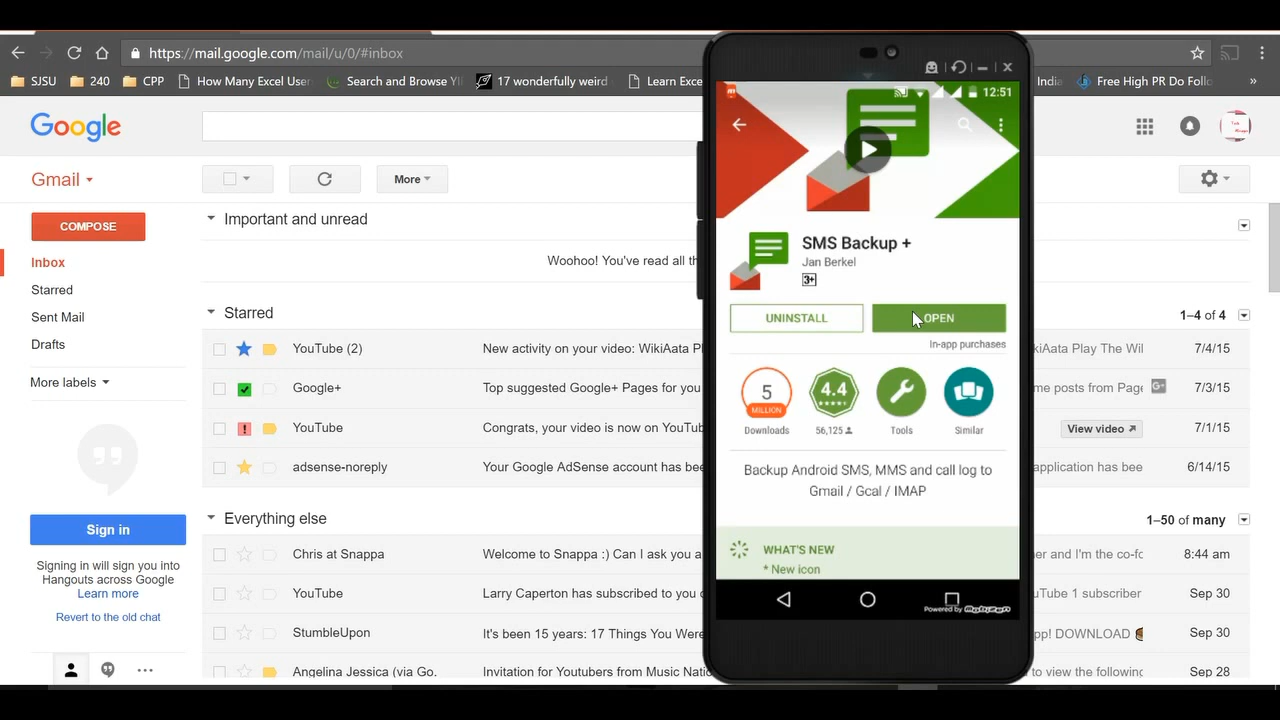 https://mail.google.com/mail/u/0/#inbox
SJSU
240
CPP
How Many Excel User
Search and Browse Yi
17 wonderfully weird
Learn Exce
India
Free High PR Do Follo
»
Google
Gmail
More
COMPOSE
Inbox
Starred
Sent Mail
Drafts
More labels
Sign in
Signing in will sign you into
Hangouts across Google
Learn more
Revert to the old chat
Important and unread
Woohoo! You've read all th
Starred
1–4 of 4
YouTube (2)
New activity on your video: WikiAata P
kiAata Play The Wil
7/4/15
Google+
Top suggested Google+ Pages for you
me posts from Page
G+
7/3/15
YouTube
Congrats, your video is now on YouTub
View video
7/1/15
adsense-noreply
Your Google AdSense account has been
application has bee
6/14/15
Everything else
1–50 of many
Chris at Snappa
Welcome to Snappa :) Can I ask you a
er and I'm the co-fo
8:44 am
YouTube
Larry Caperton has subscribed to you o
uTube 1 subscriber
Sep 30
StumbleUpon
It's been 15 years: 17 Things You Were
pp! DOWNLOAD
Sep 30
Angelina Jessica (via Go.
Invitation for Youtubers from Music Natio
to view the following
Sep 28
12:51
SMS Backup +
Jan Berkel
3+
UNINSTALL
OPEN
In-app purchases
5
MILLION
Downloads
4.4
56,125
Tools
Similar
Backup Android SMS, MMS and call log to
Gmail / Gcal / IMAP
WHAT'S NEW
* New icon
Powered by Mobizen